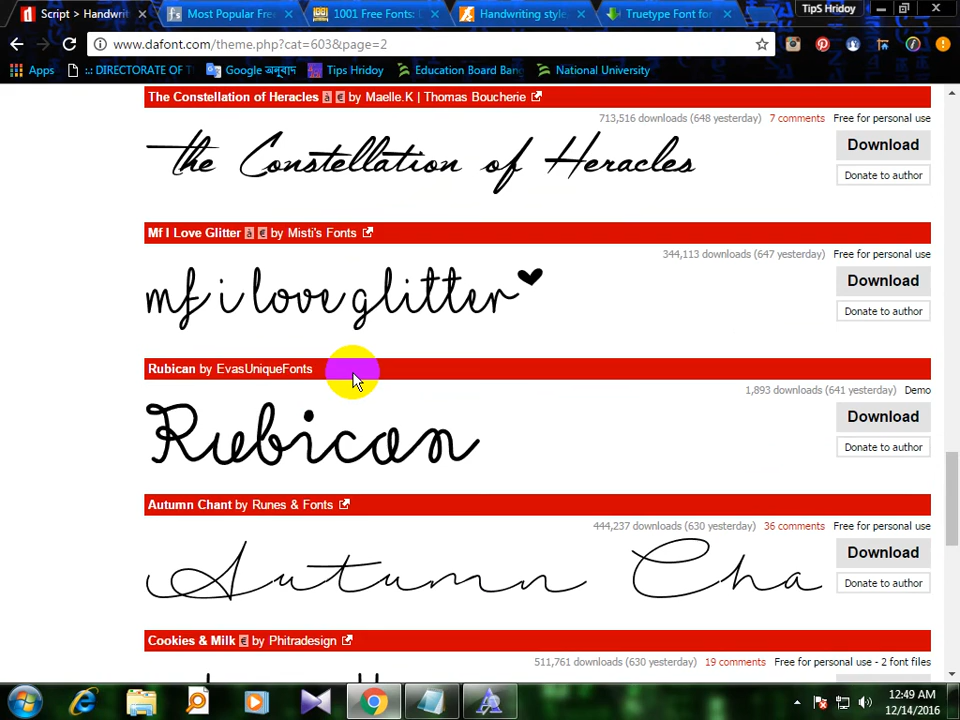 Script > Handwri
Most Popular Fre
1001 Free Fonts:
Handwriting style
Truetype Font for
TipS Hridoy
www.dafont.com/theme.php?cat=603&page=2
Apps
.:: DIRECTORATE OF T
Google অনুবাদ
Tips Hridoy
Education Board Bang
National University
The Constellation of Heracles à € by Maelle.K | Thomas Boucherie
713,516 downloads (648 yesterday) 7 comments Free for personal use
the Constellation of Heracles
Download
Donate to author
Mf I Love Glitter à € by Misti's Fonts
344,113 downloads (647 yesterday) Free for personal use
mf i love glitter
Download
Donate to author
Rubican by EvasUniqueFonts
1,893 downloads (641 yesterday) Demo
Rubican
Download
Donate to author
Autumn Chant by Runes & Fonts
444,237 downloads (630 yesterday) 36 comments Free for personal use
Autumn Cha
Download
Donate to author
Cookies & Milk € by Phitradesign
511,761 downloads (630 yesterday) 19 comments Free for personal use - 2 font files
12:49 AM
12/14/2016